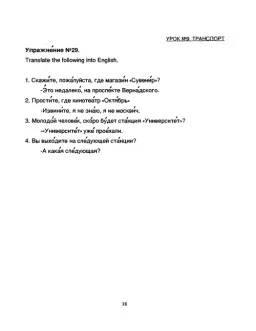 УРОК №9. ТРАНСПОРТ
Упражне́ние №29.
Translate the following into English.
1. Скажи́те, пожа́луйста, где магази́н «Сувени́р»?
-Э́то недалеко́, на проспе́кте Верна́дского.
2. Прости́те, где кинотеа́тр «Октя́брь»
-Извини́те, я не зна́ю, я не москви́ч.
3. Молодо́й челове́к, ско́ро бу́дет ста́нция «Университе́т»?
-«Университе́т» уже́ прое́хали.
4. Вы выхо́дите на сле́дующей ста́нции?
-А кака́я сле́дующая?
38